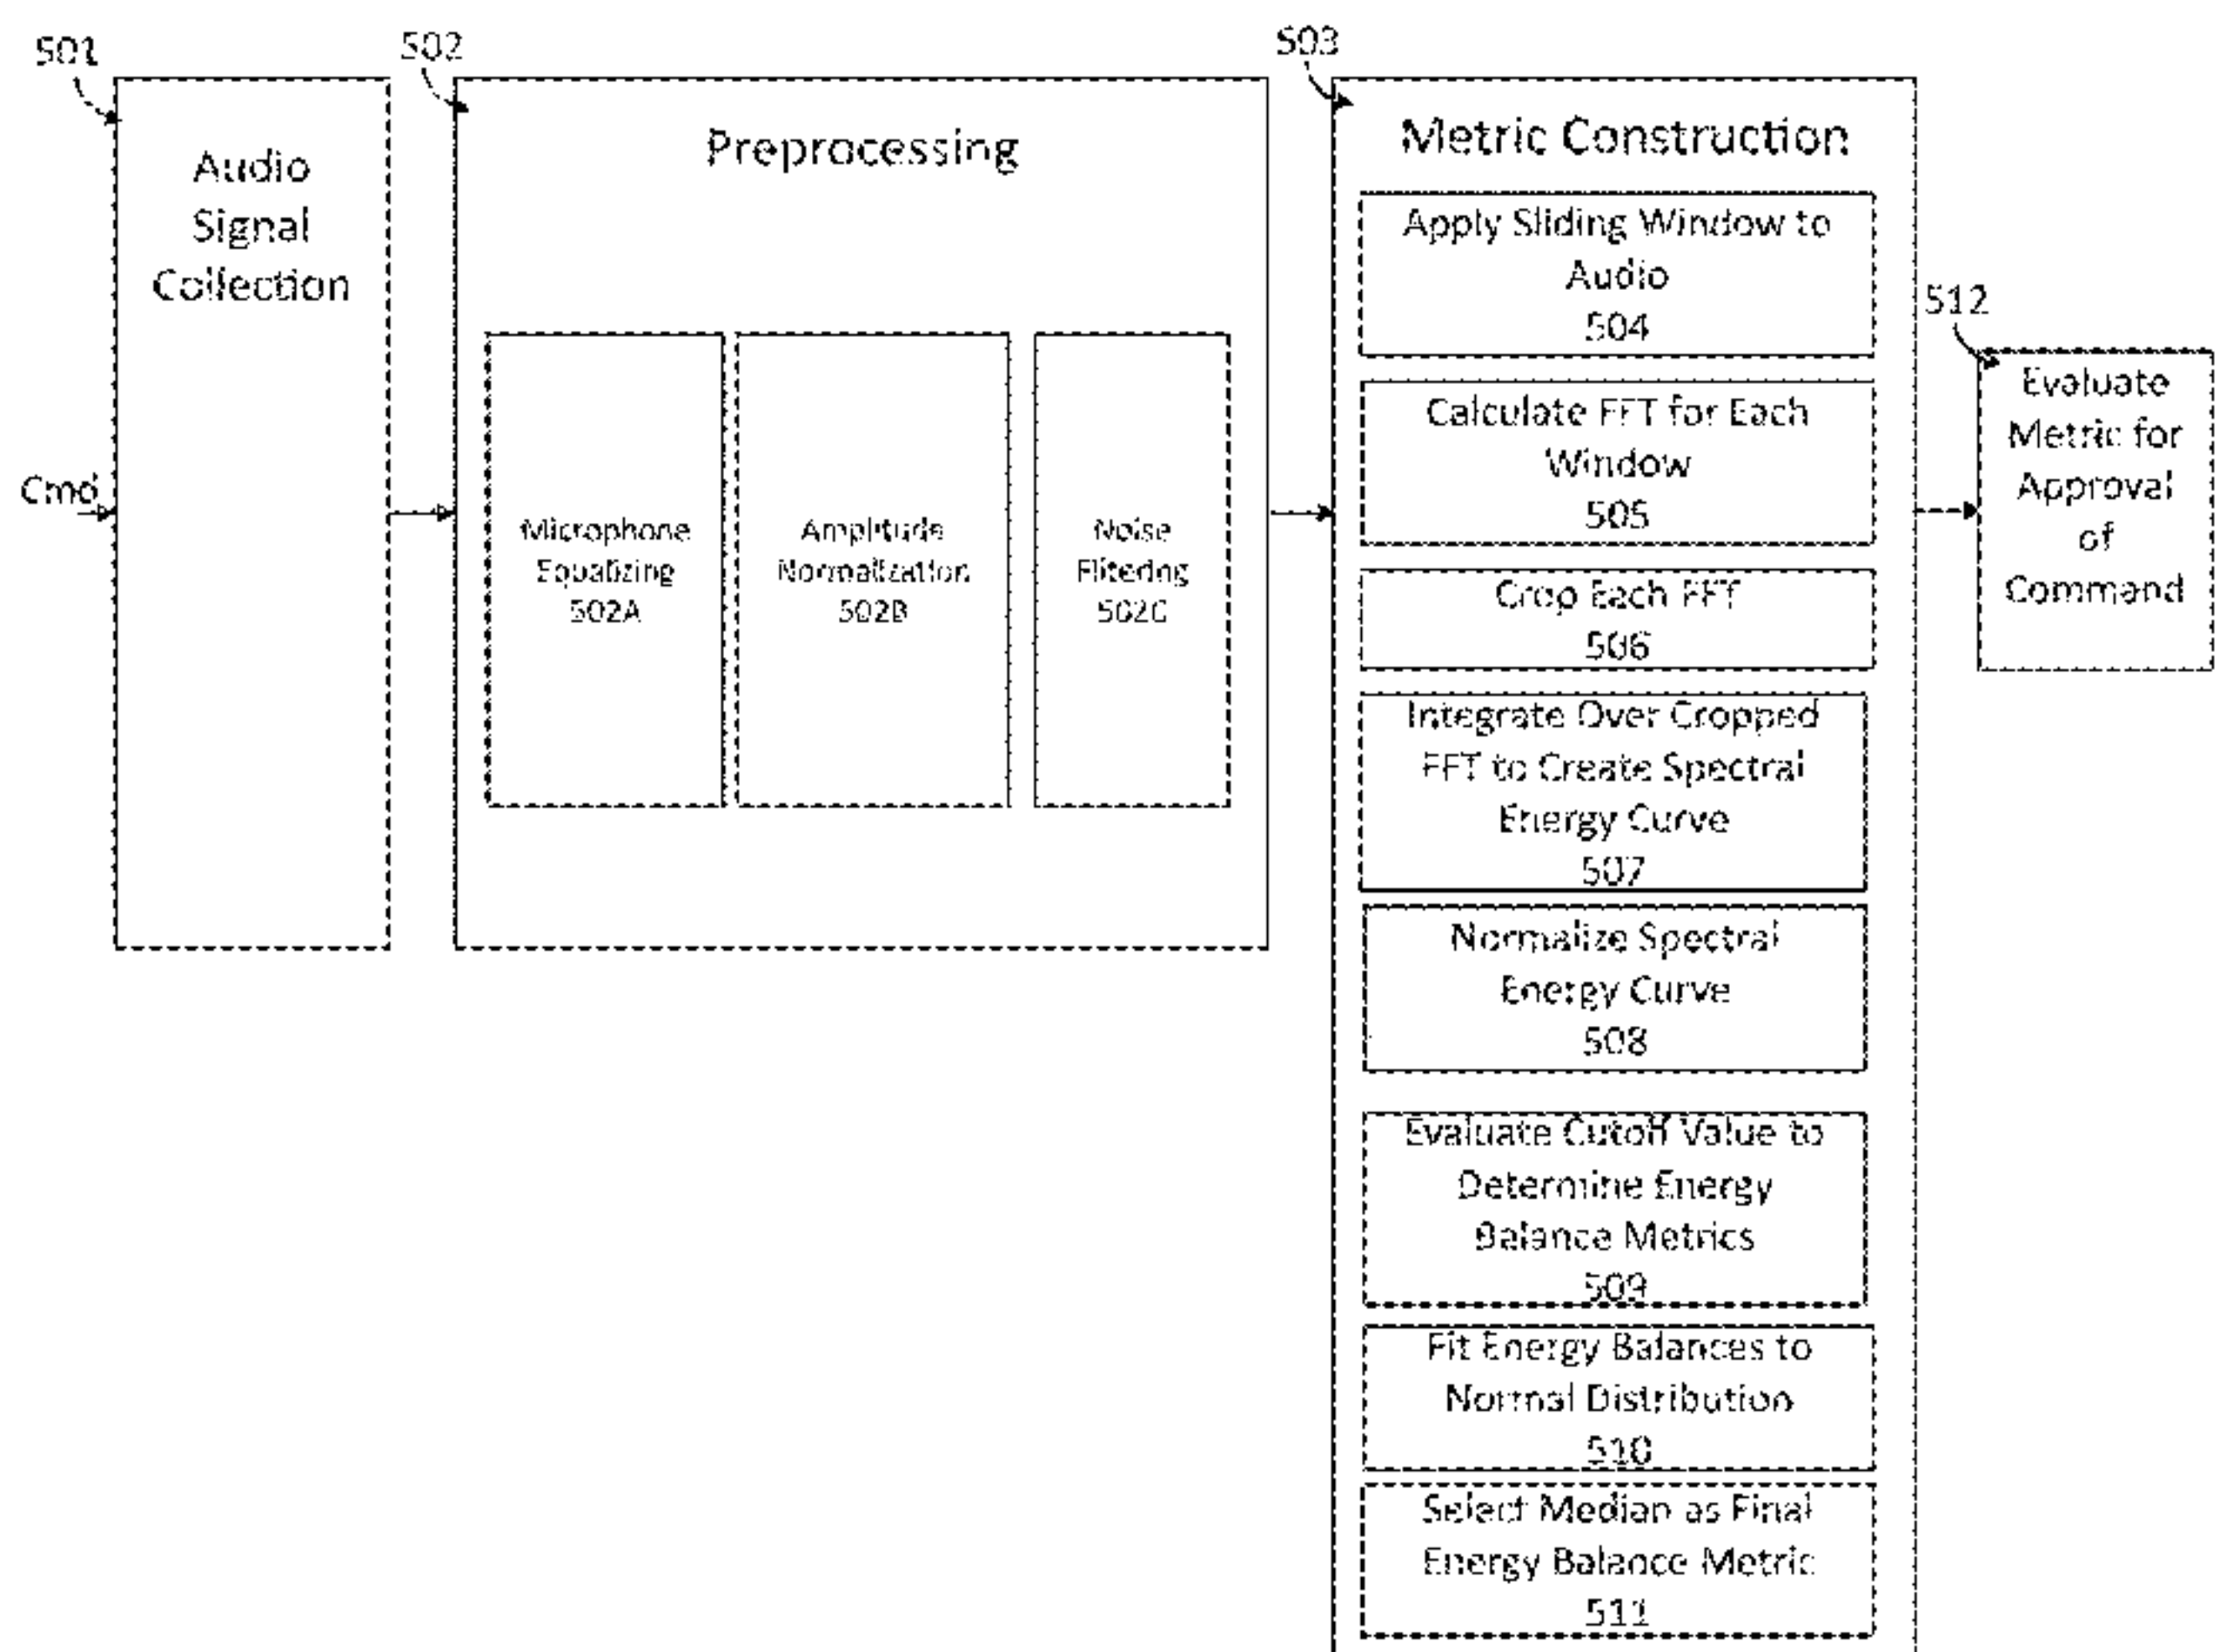 501
Audio
Signal
Collection
Cmd
502
Preprocessing
Microphone
Equalizing
502A
Amplitude
Normalization
502B
Noise
Filtering
502C
503
Metric Construction
Apply Sliding Window to
Audio
504
Calculate FFT for Each
Window
505
Crop Each FFT
506
Integrate Over Cropped
FFT to Create Spectral
Energy Curve
507
Normalize Spectral
Energy Curve
508
Evaluate Cutoff Value to
Determine Energy
Balance Metrics
509
Fit Energy Balances to
Normal Distribution
510
Select Median as Final
Energy Balance Metric
511
512
Evaluate
Metric for
Approval
of
Command